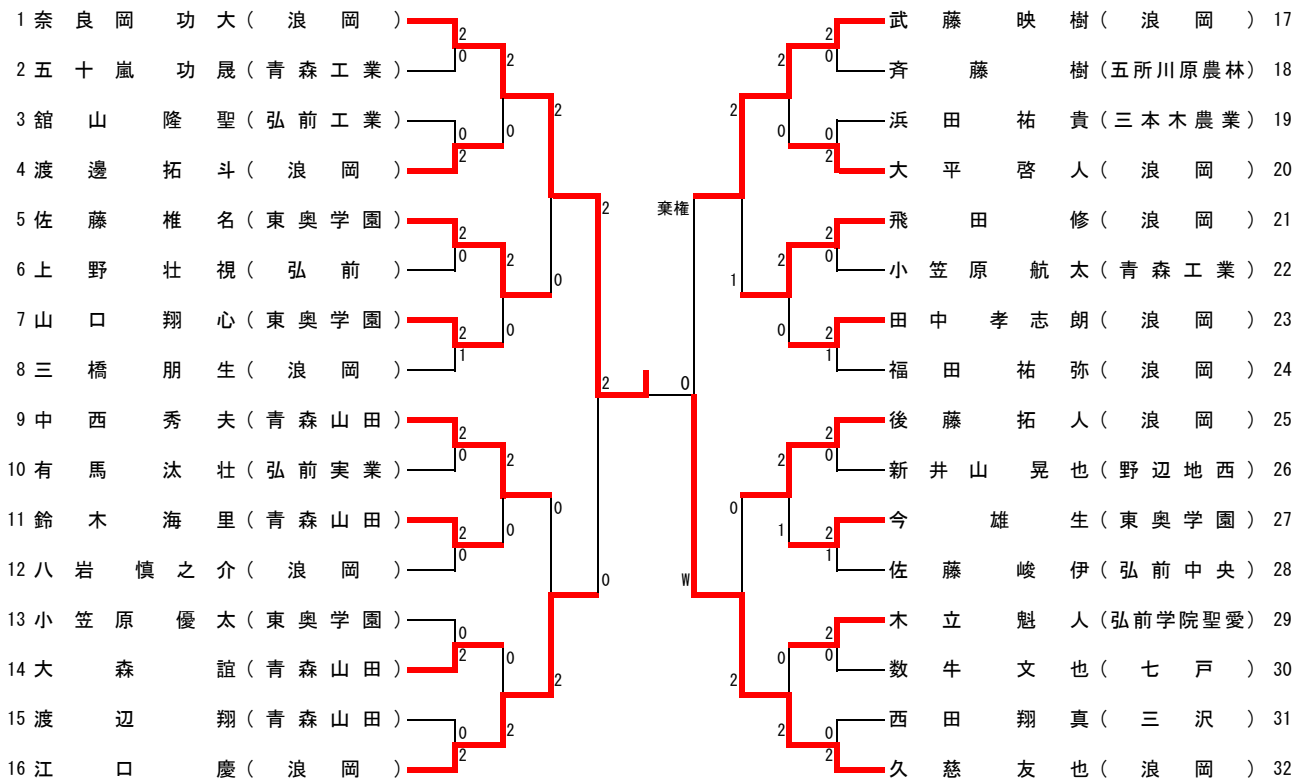 1 奈良岡 功大 ( 浪岡 )
2 五十嵐 功晟 ( 青森工業 )
3 舘山 隆聖 ( 弘前工業 )
4 渡邊 拓斗 ( 浪岡 )
5 佐藤 椎名 ( 東奥学園 )
6 上野 壮視 ( 弘前 )
7 山口 翔心 ( 東奥学園 )
8 三橋 朋生 ( 浪岡 )
9 中西 秀夫 ( 青森山田 )
10 有馬 汰壮 ( 弘前実業 )
11 鈴木 海里 ( 青森山田 )
12 八岩 慎之介 ( 浪岡 )
13 小笠原 優太 ( 東奥学園 )
14 大森 誼 ( 青森山田 )
15 渡辺 翔 ( 青森山田 )
16 江口 慶 ( 浪岡 )
2
0
0
2
2
0
2
1
2
0
2
0
0
2
0
2
2
0
2
0
2
0
0
2
2
0
0
2
2
0
2
0
棄権
W
2
1
0
2
2
0
2
0
2
1
0
2
2
0
0
2
2
0
2
1
2
0
2
1
2
0
0
2
武藤 映樹 ( 浪岡 ) 17
斉藤 樹 (五所川原農林) 18
浜田 祐貴 ( 三本木農業 ) 19
大平 啓人 ( 浪岡 ) 20
飛田 修 ( 浪岡 ) 21
小笠原 航太 ( 青森工業 ) 22
田中 孝志朗 ( 浪岡 ) 23
福田 祐弥 ( 浪岡 ) 24
後藤 拓人 ( 浪岡 ) 25
新井山 晃也 ( 野辺地西 ) 26
今 雄生 ( 東奥学園 ) 27
佐藤 峻伊 ( 弘前中央 ) 28
木立 魁人 (弘前学院聖愛) 29
数牛 文也 ( 七戸 ) 30
西田 翔真 ( 三沢 ) 31
久慈 友也 ( 浪岡 ) 32